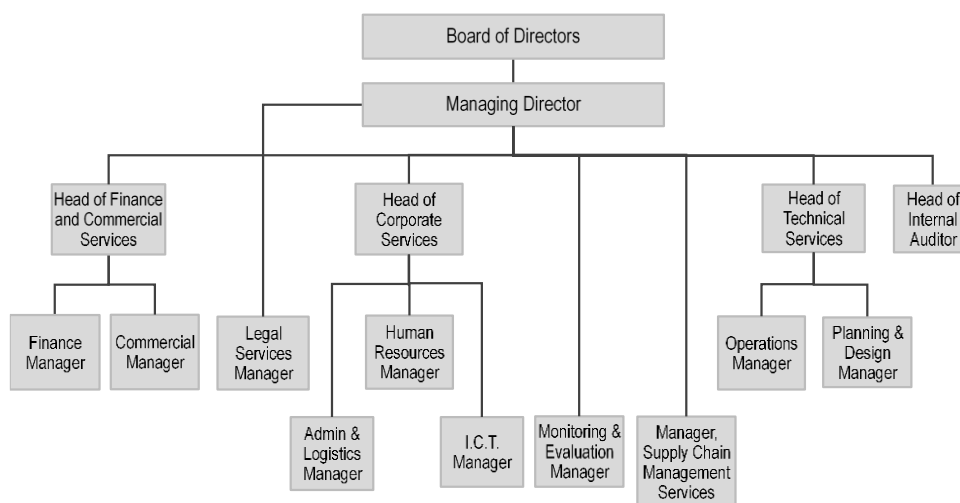 Board of Directors
Managing Director
Head of Finance
and Commercial
Services
Head of
Corporate
Services
Head of
Technical
Services
Head of
Internal
Auditor
Finance
Manager
Commercial
Manager
Legal
Services
Manager
Human
Resources
Manager
Operations
Manager
Planning &
Design
Manager
Admin &
Logistics
Manager
I.C.T.
Manager
Monitoring &
Evaluation
Manager
Manager,
Supply Chain
Management
Services